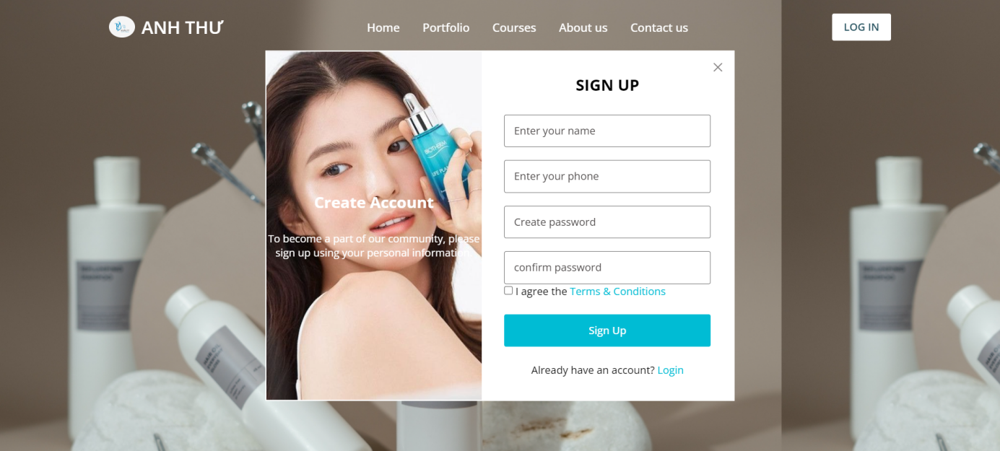 ANH THƯ
Home
Portfolio
Courses
About us
Contact us
LOG IN
SIGN UP
Enter your name
BIOTHERM
Enter your phone
Create Account
Create password
To become a part of our community, please
sign up using your personal information.
confirm password
I agree the Terms & Conditions
Sign Up
Already have an account? Login